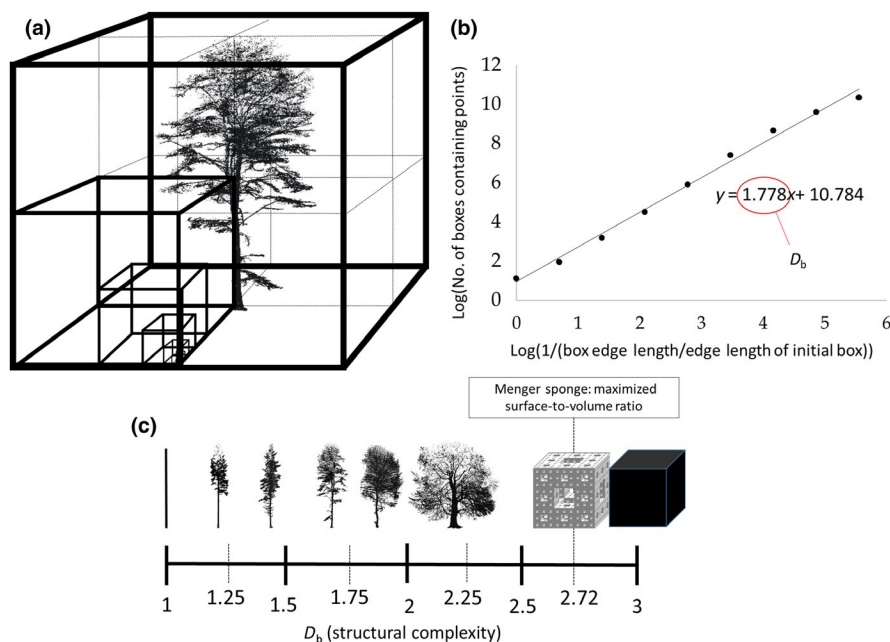 (a)
(b)
12
10
8
6
4
2
0
Log(No. of boxes containing points)
y = 1.778x + 10.784
D_b
0 1 2 3 4 5 6
Log(1/(box edge length/edge length of initial box))
Menger sponge: maximized
surface-to-volume ratio
(c)
1 1.25 1.5 1.75 2 2.25 2.5 2.72 3
D_b (structural complexity)